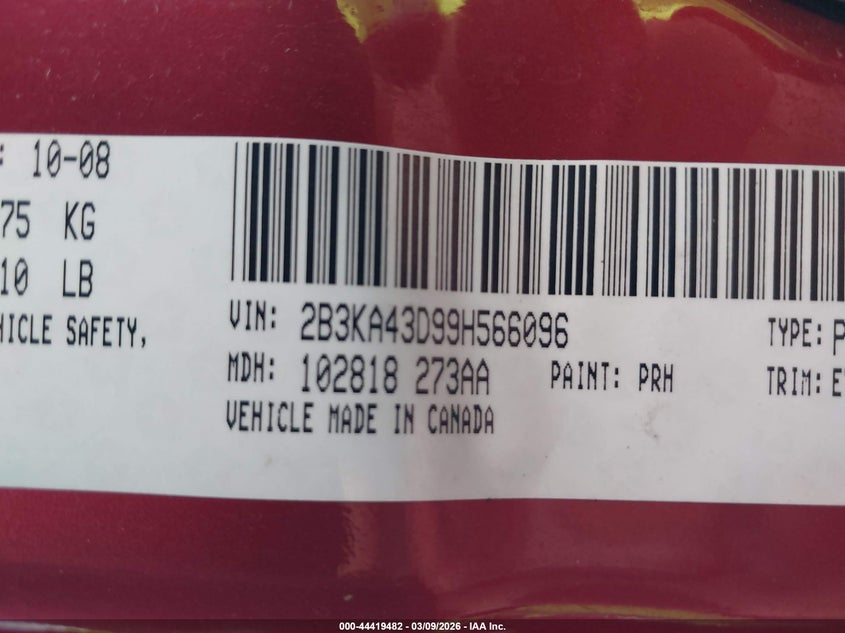 : 10-08
75 KG
10 LB
HICLE SAFETY,
VIN: 2B3KA43D99H566096
TYPE: P
MDH: 102818 273AA
PAINT: PRH
TRIM: E
VEHICLE MADE IN CANADA
000-44419482 - 03/09/2026 - IAA Inc.